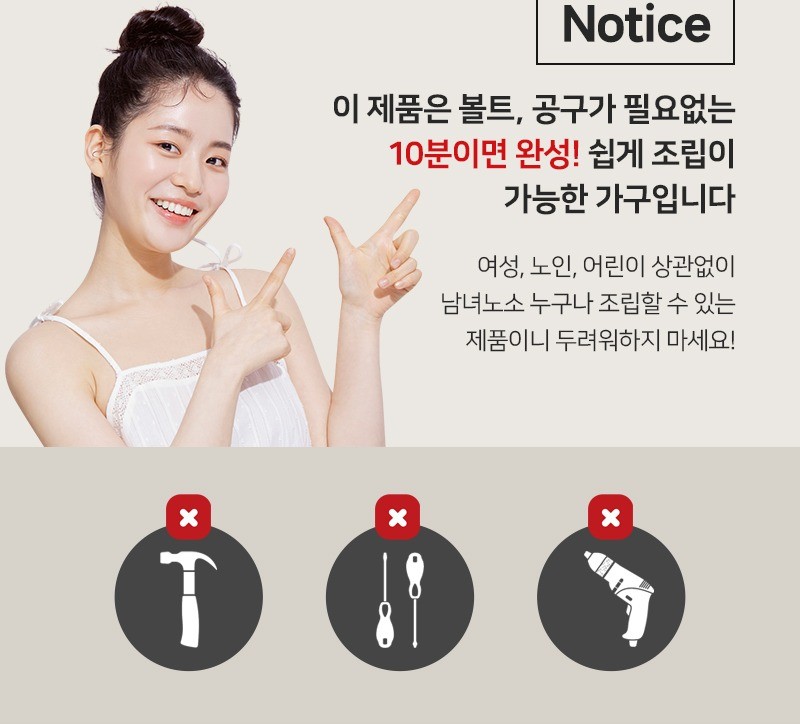 Notice
이 제품은 볼트, 공구가 필요없는
10분이면 완성! 쉽게 조립이
가능한 가구입니다
여성, 노인, 어린이 상관없이
남녀노소 누구나 조립할 수 있는
제품이니 두려워하지 마세요!